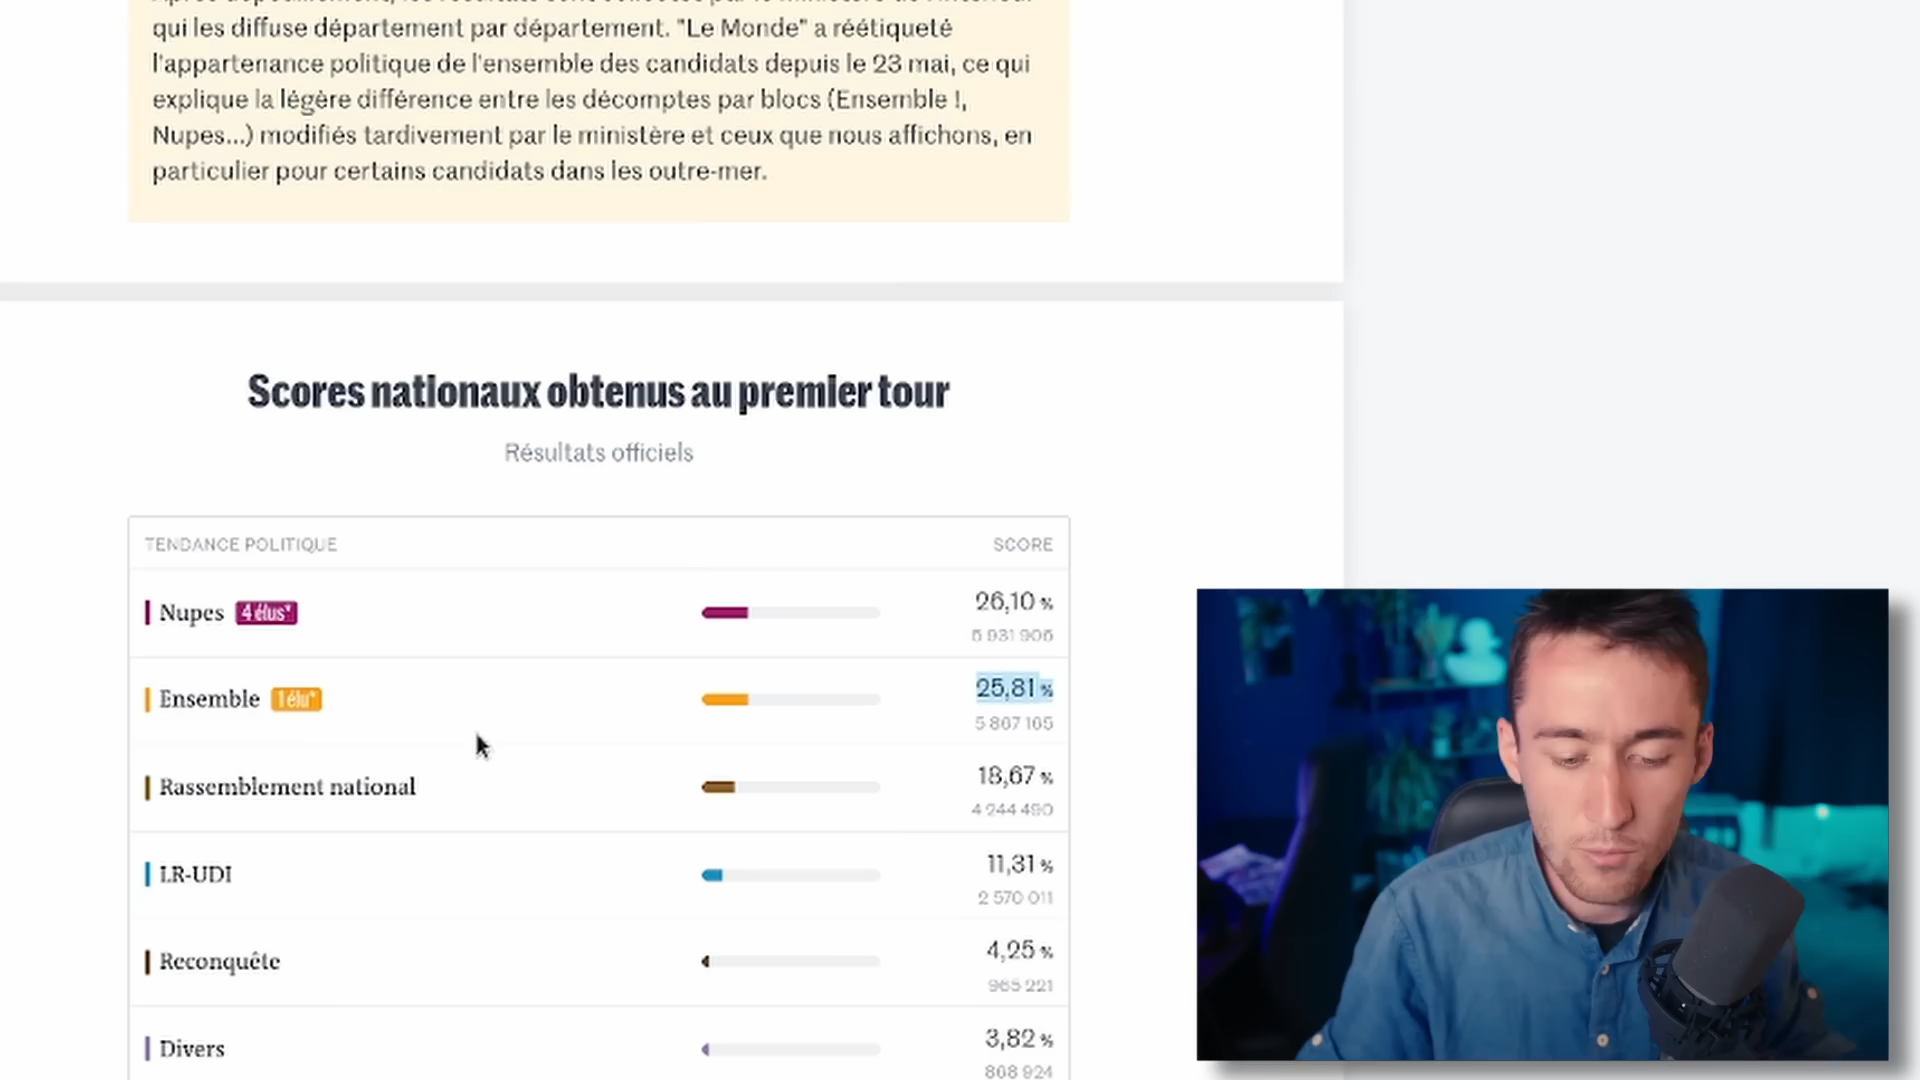 qui les diffuse département par département. "Le Monde" a réétiqueté
l'appartenance politique de l'ensemble des candidats depuis le 23 mai, ce qui
explique la légère différence entre les décomptes par blocs (Ensemble !,
Nupes...) modifiés tardivement par le ministère et ceux que nous affichons, en
particulier pour certains candidats dans les outre-mer.
Scores nationaux obtenus au premier tour
Résultats officiels
TENDANCE POLITIQUE SCORE
Nupes 4 élus* 26,10 %
5 931 906
Ensemble 1 élu* 25,81 %
5 867 165
Rassemblement national 18,67 %
4 244 490
LR-UDI 11,31 %
2 570 011
Reconquête 4,25 %
965 221
Divers 3,82 %
868 924